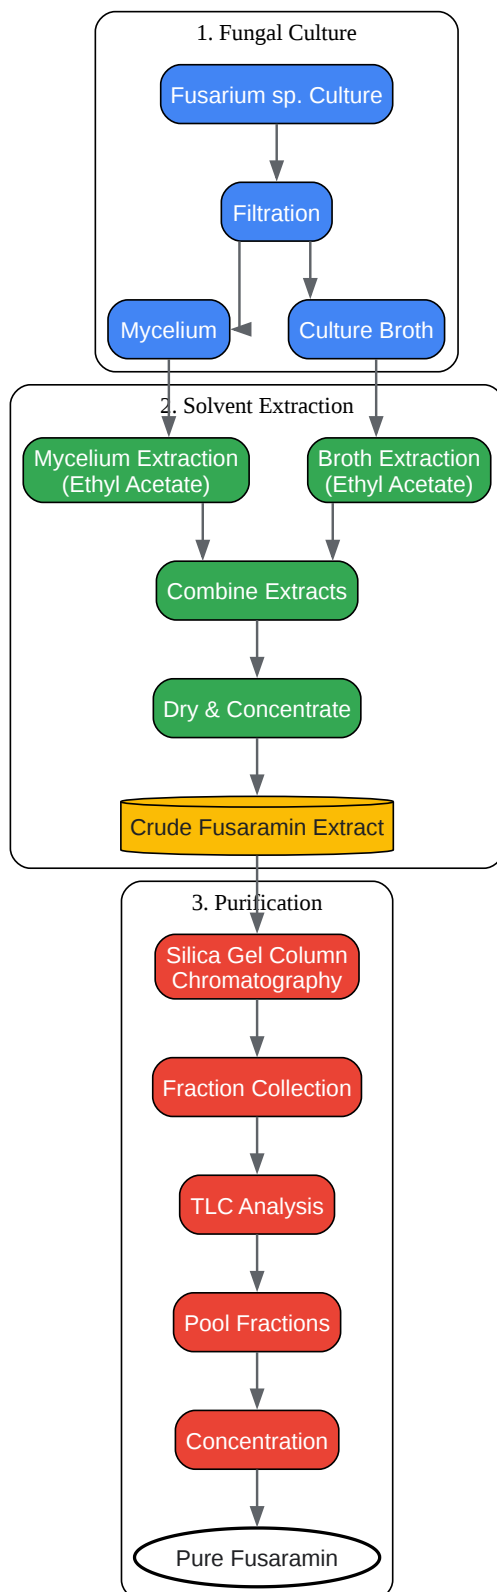 1. Fungal Culture
Fusarium sp. Culture
Filtration
Mycelium
Culture Broth
2. Solvent Extraction
Mycelium Extraction
(Ethyl Acetate)
Broth Extraction
(Ethyl Acetate)
Combine Extracts
Dry & Concentrate
Crude Fusaramin Extract
3. Purification
Silica Gel Column
Chromatography
Fraction Collection
TLC Analysis
Pool Fractions
Concentration
Pure Fusaramin